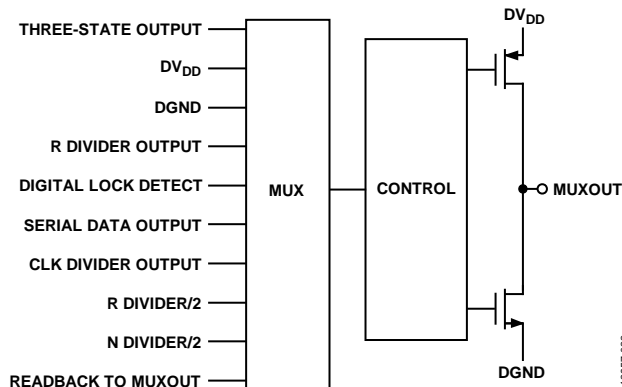 THREE-STATE OUTPUT
DVDD
DGND
R DIVIDER OUTPUT
DIGITAL LOCK DETECT
SERIAL DATA OUTPUT
CLK DIVIDER OUTPUT
R DIVIDER/2
N DIVIDER/2
READBACK TO MUXOUT
MUX
CONTROL
DVDD
MUXOUT
DGND